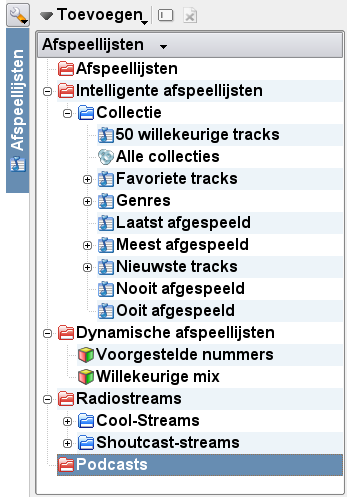 Toevoegen
Afspeellijsten
Afspeellijsten
Afspeellijsten
Intelligente afspeellijsten
Collectie
50 willekeurige tracks
Alle collecties
Favoriete tracks
Genres
Laatst afgespeeld
Meest afgespeeld
Nieuwste tracks
Nooit afgespeeld
Ooit afgespeeld
Dynamische afspeellijsten
Voorgestelde nummers
Willekeurige mix
Radiostreams
Cool-Streams
Shoutcast-streams
Podcasts